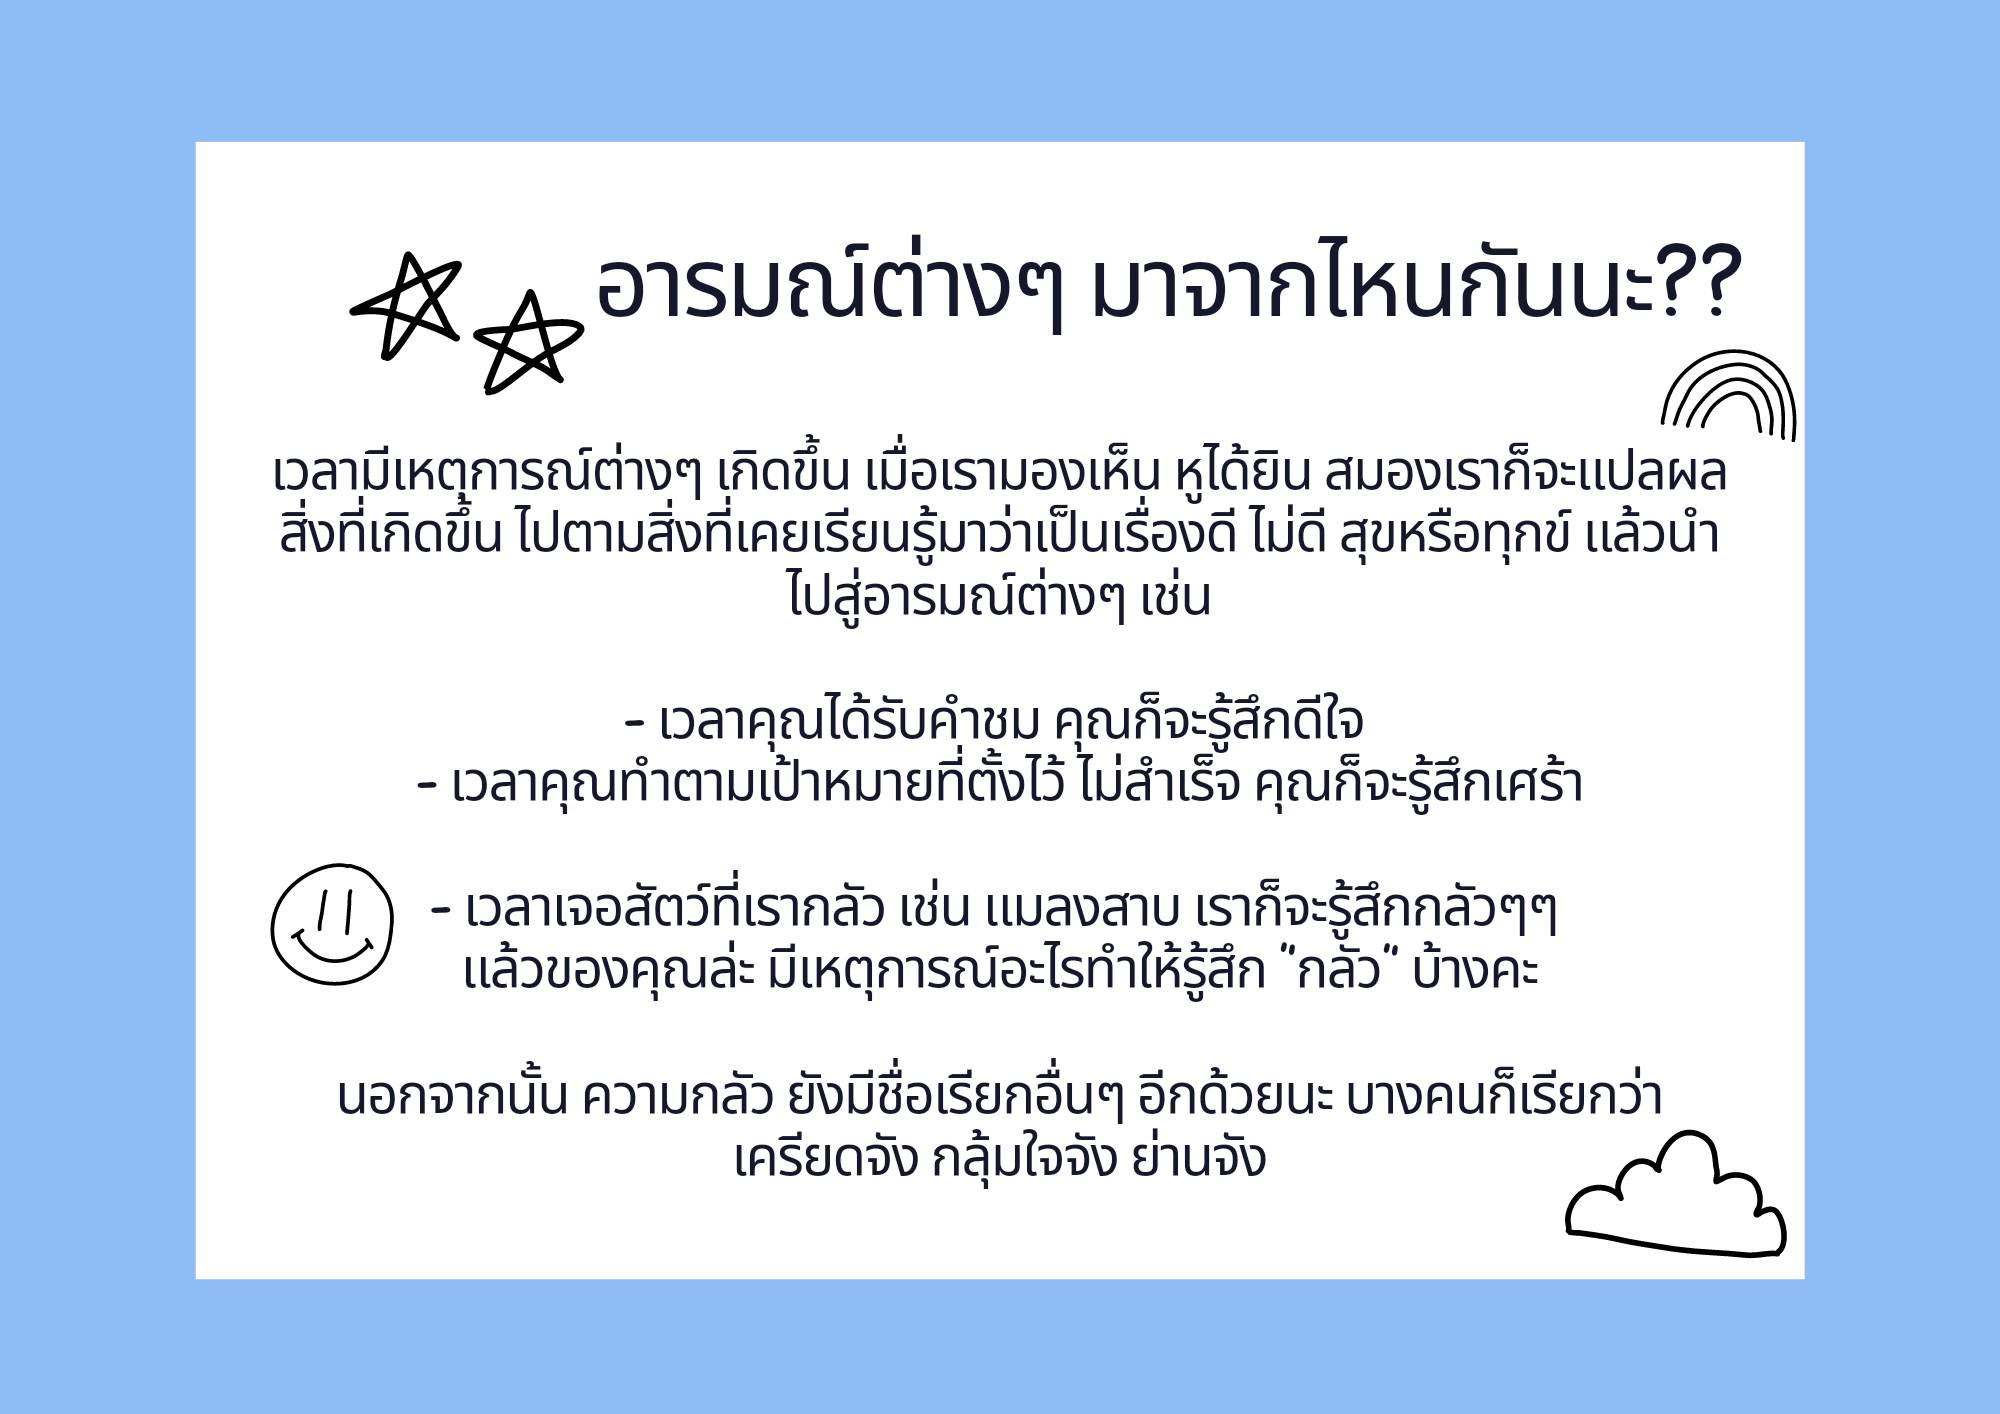 อารมณ์ต่างๆ มาจากไหนกันนะ??
เวลามีเหตุการณ์ต่างๆ เกิดขึ้น เมื่อเรามองเห็น หูได้ยิน สมองเราก็จะแปลผล
สิ่งที่เกิดขึ้น ไปตามสิ่งที่เคยเรียนรู้มาว่าเป็นเรื่องดี ไม่ดี สุขหรือทุกข์ แล้วนำ
ไปสู่อารมณ์ต่างๆ เช่น
- เวลาคุณได้รับคำชม คุณก็จะรู้สึกดีใจ
- เวลาคุณทำตามเป้าหมายที่ตั้งไว้ ไม่สำเร็จ คุณก็จะรู้สึกเศร้า
- เวลาเจอสัตว์ที่เรากลัว เช่น แมลงสาบ เราก็จะรู้สึกกลัวๆๆ
แล้วของคุณล่ะ มีเหตุการณ์อะไรทำให้รู้สึก "กลัว" บ้างคะ
นอกจากนั้น ความกลัว ยังมีชื่อเรียกอื่นๆ อีกด้วยนะ บางคนก็เรียกว่า
เครียดจัง กลุ้มใจจัง ย่านจัง